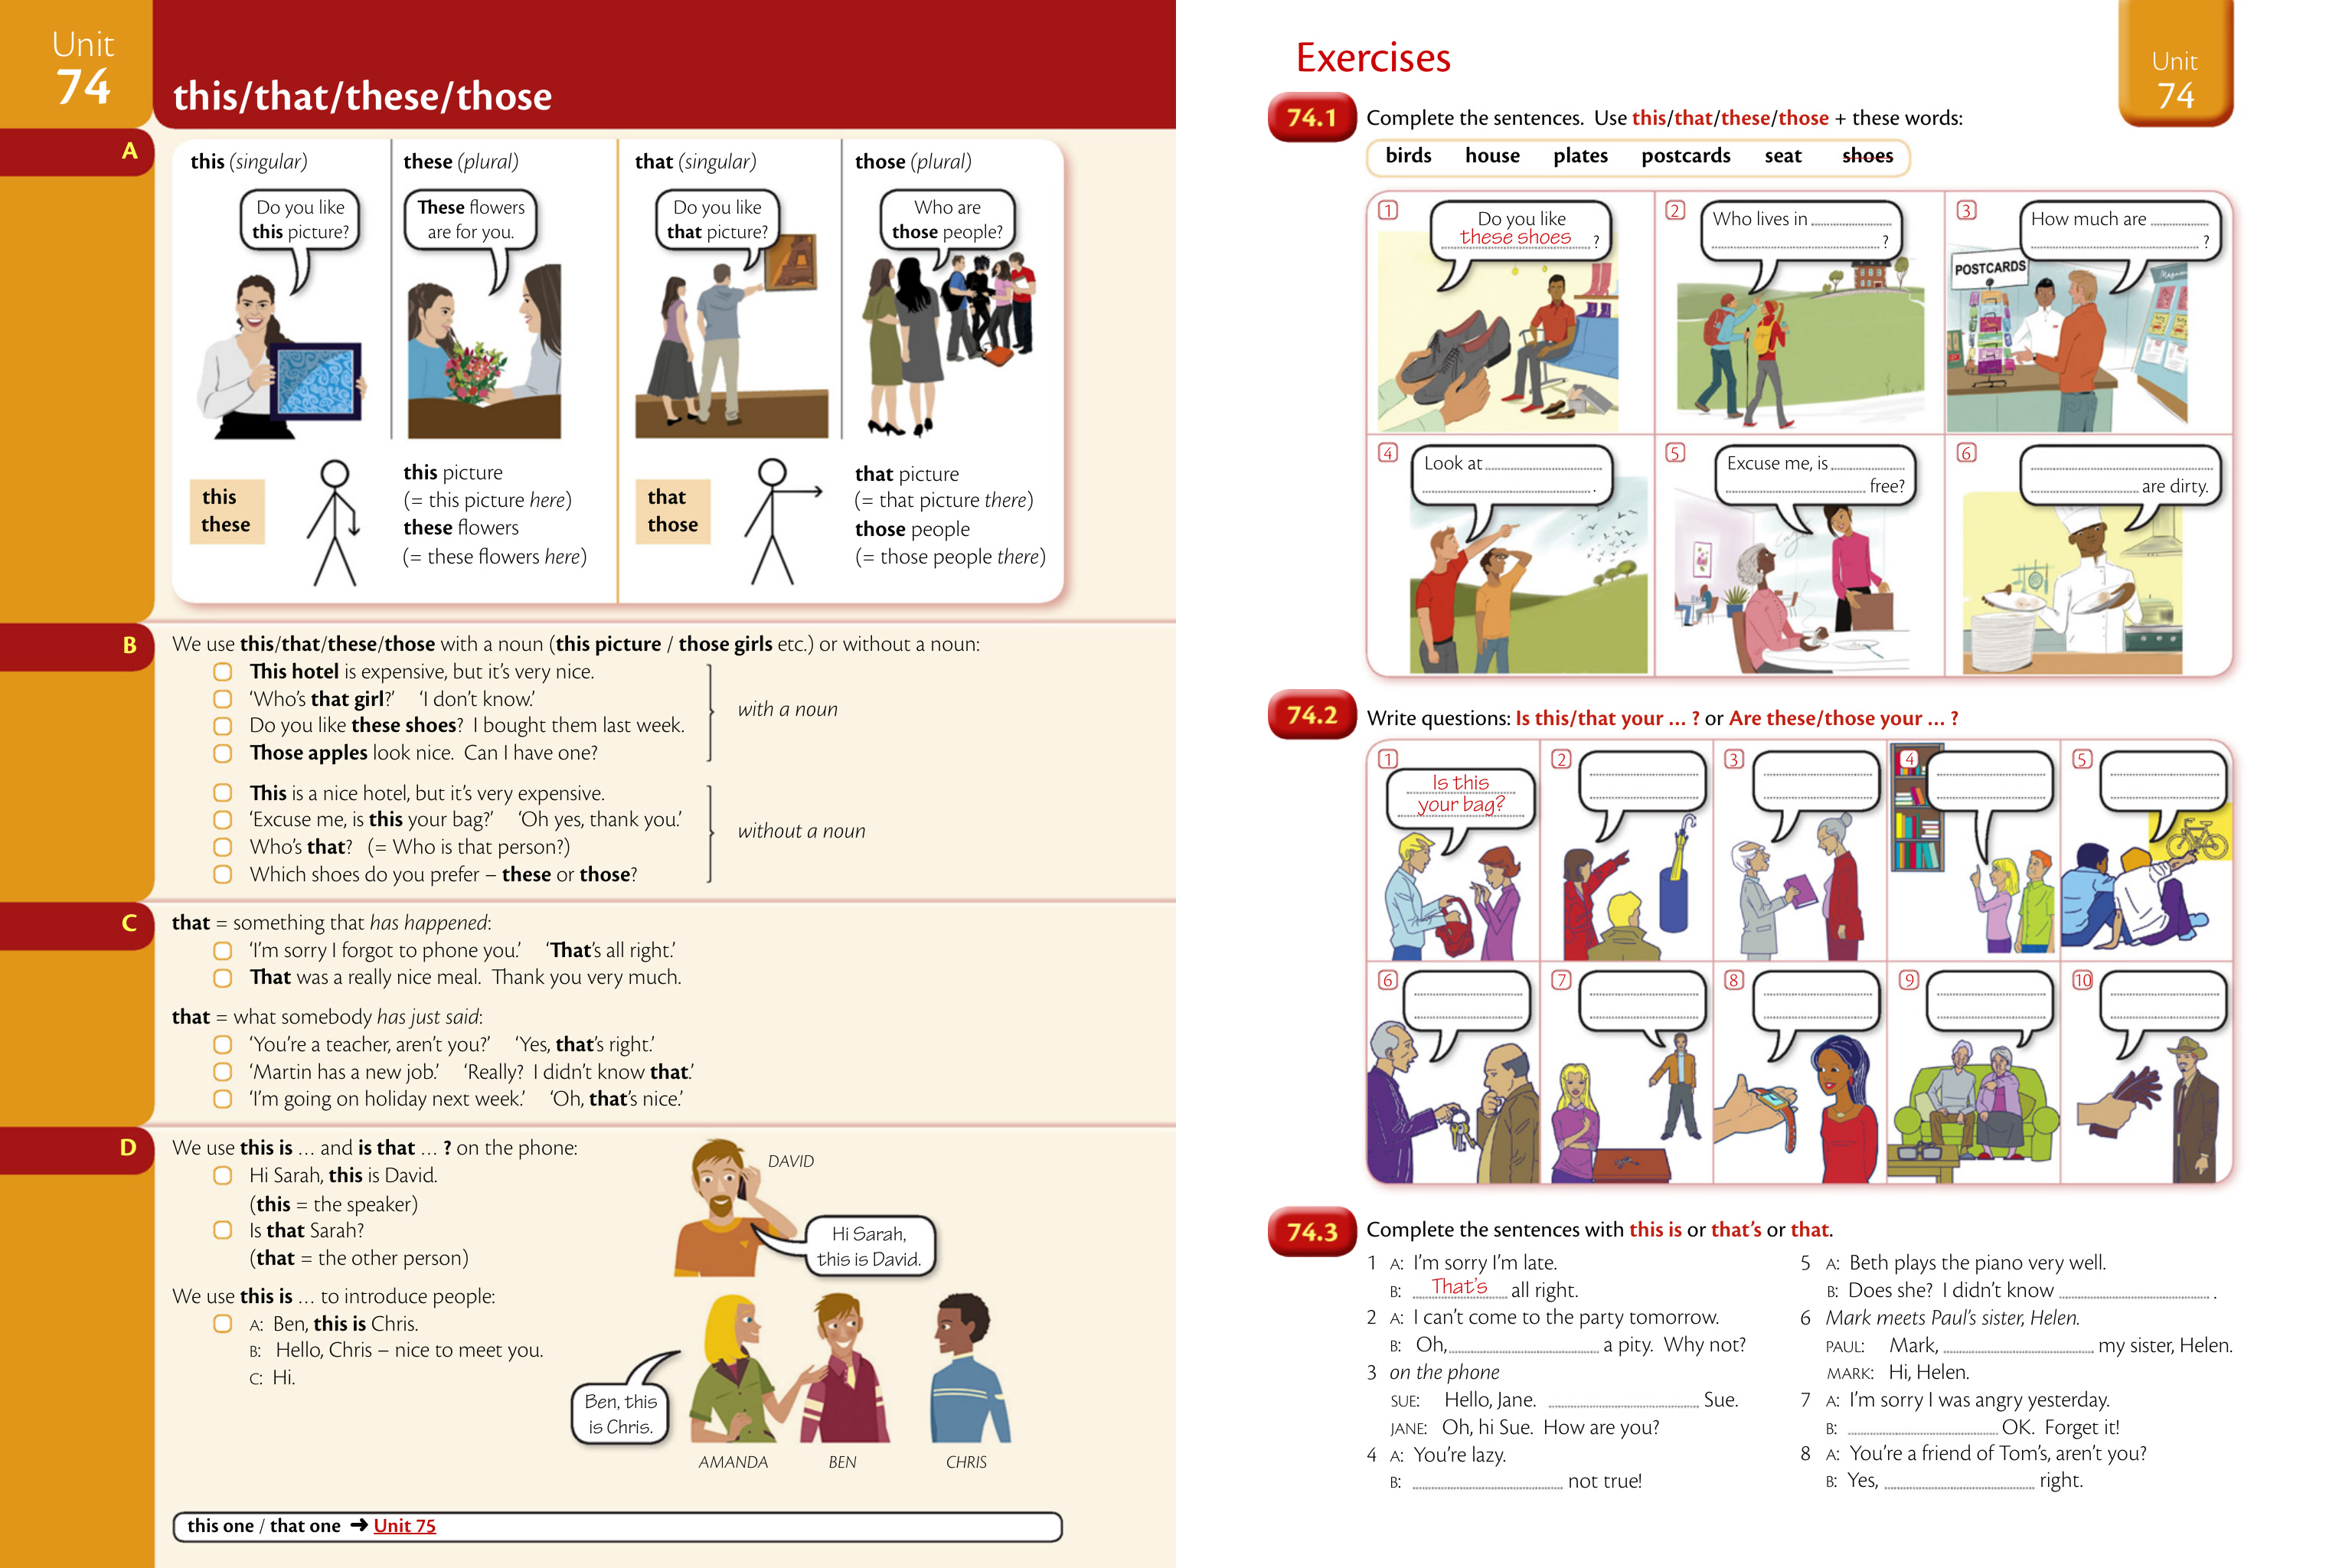 Unit
74
this/that/these/those
A
this (singular)
Do you like
this picture?
these (plural)
These flowers
are for you.
that (singular)
Do you like
that picture?
those (plural)
Who are
those people?
this
these
this picture
(= this picture here)
these flowers
(= these flowers here)
that
those
that picture
(= that picture there)
those people
(= those people there)
B
We use this/that/these/those with a noun (this picture / those girls etc.) or without a noun:
This hotel is expensive, but it's very nice.
‘Who's that girl?’ ‘I don't know.’
Do you like these shoes? I bought them last week.
Those apples look nice. Can I have one?
with a noun
This is a nice hotel, but it's very expensive.
‘Excuse me, is this your bag?’ ‘Oh yes, thank you.’
Who's that? (= Who is that person?)
Which shoes do you prefer – these or those?
without a noun
C
that = something that has happened:
‘I'm sorry I forgot to phone you.’ ‘That's all right.’
That was a really nice meal. Thank you very much.
that = what somebody has just said:
‘You're a teacher, aren't you?’ ‘Yes, that's right.’
‘Martin has a new job.’ ‘Really? I didn't know that.’
‘I'm going on holiday next week.’ ‘Oh, that's nice.’
D
We use this is … and is that … ? on the phone:
Hi Sarah, this is David.
(this = the speaker)
Is that Sarah?
(that = the other person)
DAVID
Hi Sarah,
this is David.
We use this is … to introduce people:
A: Ben, this is Chris.
B: Hello, Chris – nice to meet you.
C: Hi.
Ben, this
is Chris.
AMANDA BEN CHRIS
this one / that one ➜ Unit 75
Exercises
Unit
74
74.1 Complete the sentences. Use this/that/these/those + these words:
birds house plates postcards seat shoes
1
Do you like
these shoes ?
2
Who lives in
?
3
How much are
?
POSTCARDS
4
Look at
.
5
Excuse me, is
free?
6
are dirty.
74.2 Write questions: Is this/that your … ? or Are these/those your … ?
1
Is this
your bag?
2
3
4
5
6
7
8
9
10
74.3 Complete the sentences with this is or that's or that.
1 A: I'm sorry I'm late.
B: That's all right.
2 A: I can't come to the party tomorrow.
B: Oh, a pity. Why not?
3 on the phone
SUE: Hello, Jane. Sue.
JANE: Oh, hi Sue. How are you?
4 A: You're lazy.
B: not true!
5 A: Beth plays the piano very well.
B: Does she? I didn't know .
6 Mark meets Paul's sister, Helen.
PAUL: Mark, my sister, Helen.
MARK: Hi, Helen.
7 A: I'm sorry I was angry yesterday.
B: OK. Forget it!
8 A: You're a friend of Tom's, aren't you?
B: Yes, right.